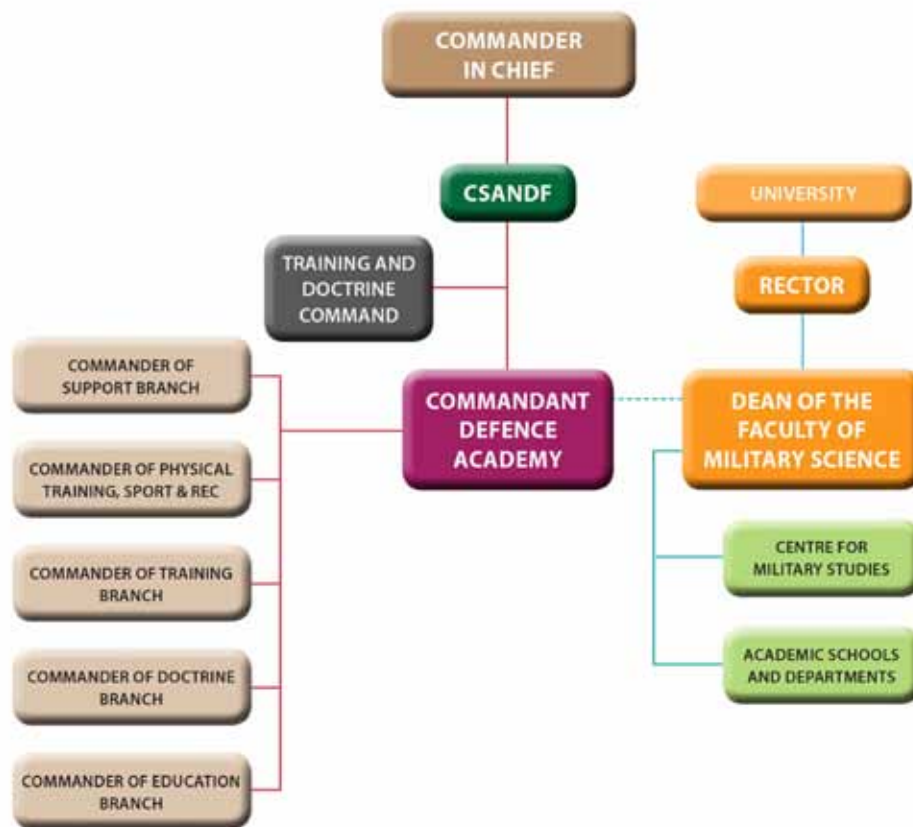 COMMANDER
IN CHIEF
CSANDF
UNIVERSITY
TRAINING AND
DOCTRINE
COMMAND
RECTOR
COMMANDER OF
SUPPORT BRANCH
COMMANDANT
DEFENCE
ACADEMY
DEAN OF THE
FACULTY OF
MILITARY SCIENCE
COMMANDER OF PHYSICAL
TRAINING, SPORT & REC
COMMANDER OF TRAINING
BRANCH
COMMANDER OF DOCTRINE
BRANCH
COMMANDER OF EDUCATION
BRANCH
CENTRE FOR
MILITARY STUDIES
ACADEMIC SCHOOLS
AND DEPARTMENTS